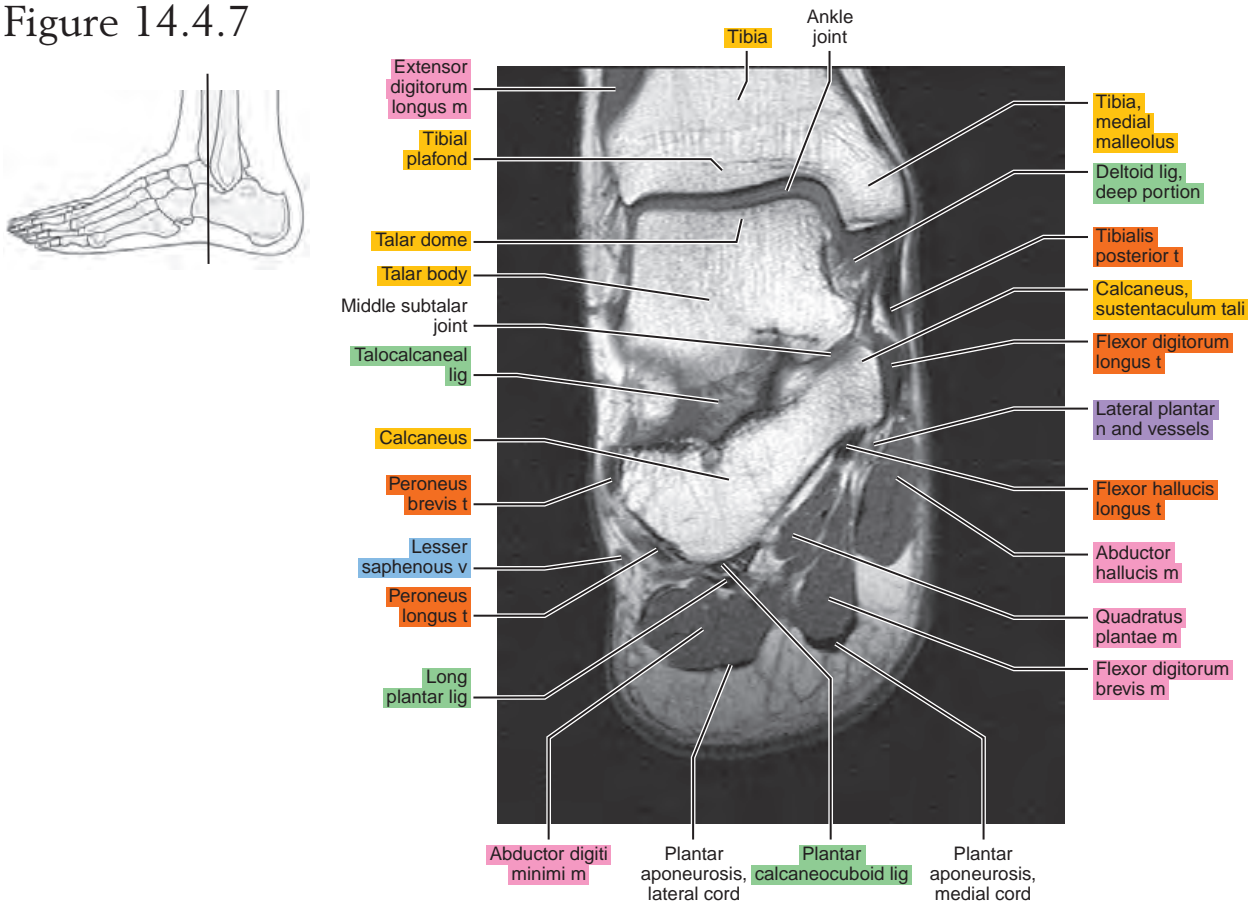 Figure 14.4.7
Ankle
joint
Tibia
Extensor
digitorum
longus m
Tibial
plafond
Talar dome
Talar body
Middle subtalar
joint
Talocalcaneal
lig
Calcaneus
Peroneus
brevis t
Lesser
saphenous v
Peroneus
longus t
Long
plantar lig
Tibia,
medial
malleolus
Deltoid lig,
deep portion
Tibialis
posterior t
Calcaneus,
sustentaculum tali
Flexor digitorum
longus t
Lateral plantar
n and vessels
Flexor hallucis
longus t
Abductor
hallucis m
Quadratus
plantae m
Flexor digitorum
brevis m
Abductor digiti
minimi m
Plantar
aponeurosis,
lateral cord
Plantar
calcaneocuboid lig
Plantar
aponeurosis,
medial cord